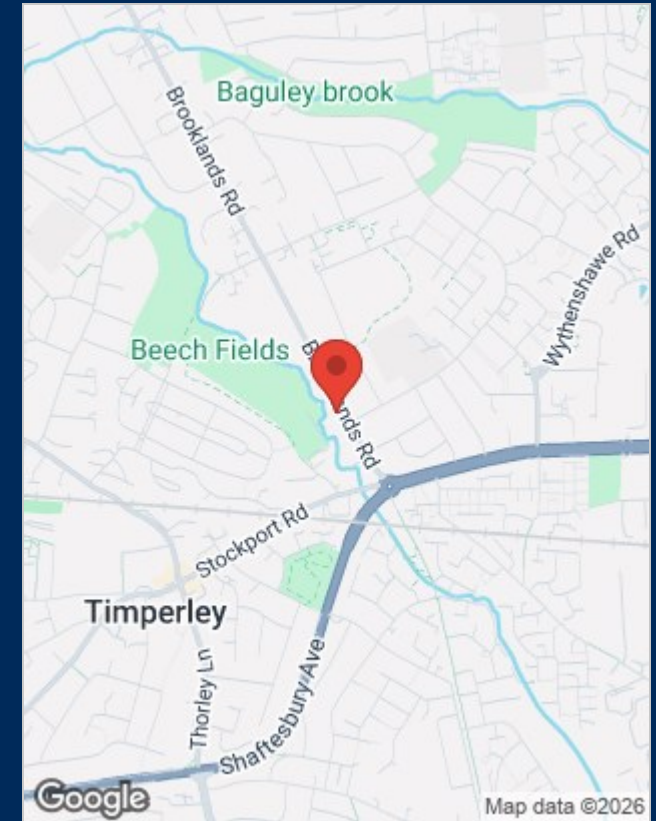 Baguley brook
Brooklands Rd
Wythenshawe Rd
Beech Fields
Stockport Rd
Timperley
Thorley Ln
Shaftesbury Ave
Google
Map data ©2026